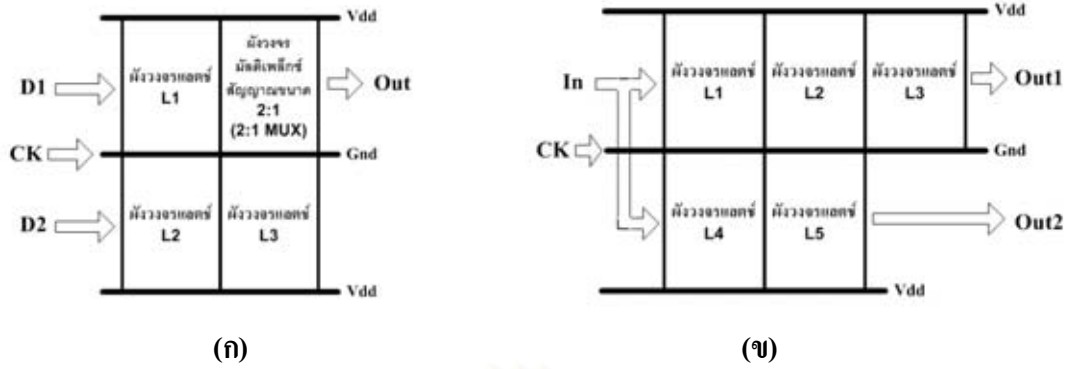 Vdd
D1
ผังวงจรแลตช์
L1
ผังวงจร
มัลติเพล็กซ์
สัญญาณขนาด
2:1
(2:1 MUX)
Out
CK
Gnd
D2
ผังวงจรแลตช์
L2
ผังวงจรแลตช์
L3
Vdd
(ก)
Vdd
In
ผังวงจรแลตช์
L1
ผังวงจรแลตช์
L2
ผังวงจรแลตช์
L3
Out1
CK
Gnd
ผังวงจรแลตช์
L4
ผังวงจรแลตช์
L5
Out2
Vdd
(ข)